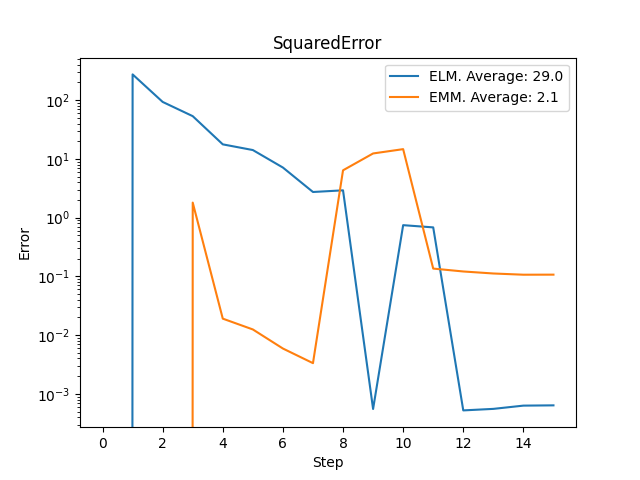 SquaredError
ELM. Average: 29.0
EMM. Average: 2.1
Error
10²
10¹
10⁰
10⁻¹
10⁻²
10⁻³
0 2 4 6 8 10 12 14
Step